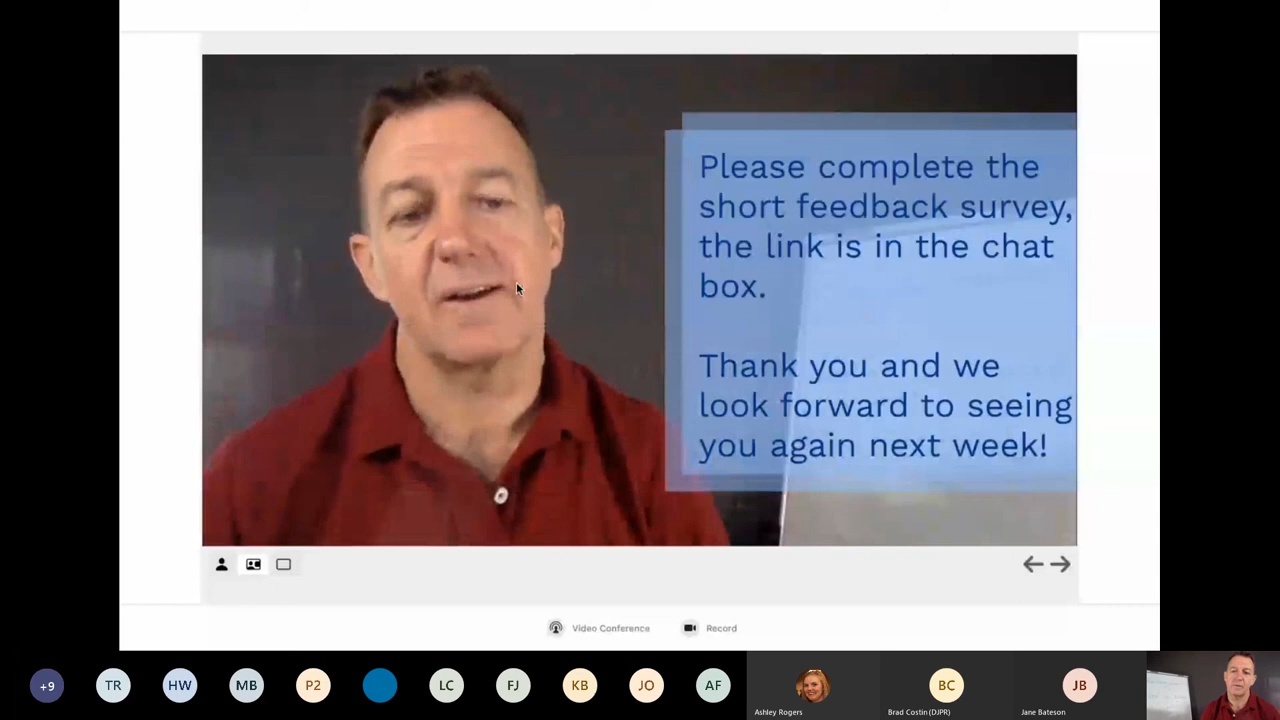 Please complete the
short feedback survey,
the link is in the chat
box.
Thank you and we
look forward to seeing
you again next week!
Video Conference
Record
+9
TR
HW
MB
P2
LC
FJ
KB
JO
AF
BC
JB
Ashley Rogers
Brad Costin (DJPR)
Jane Bateson